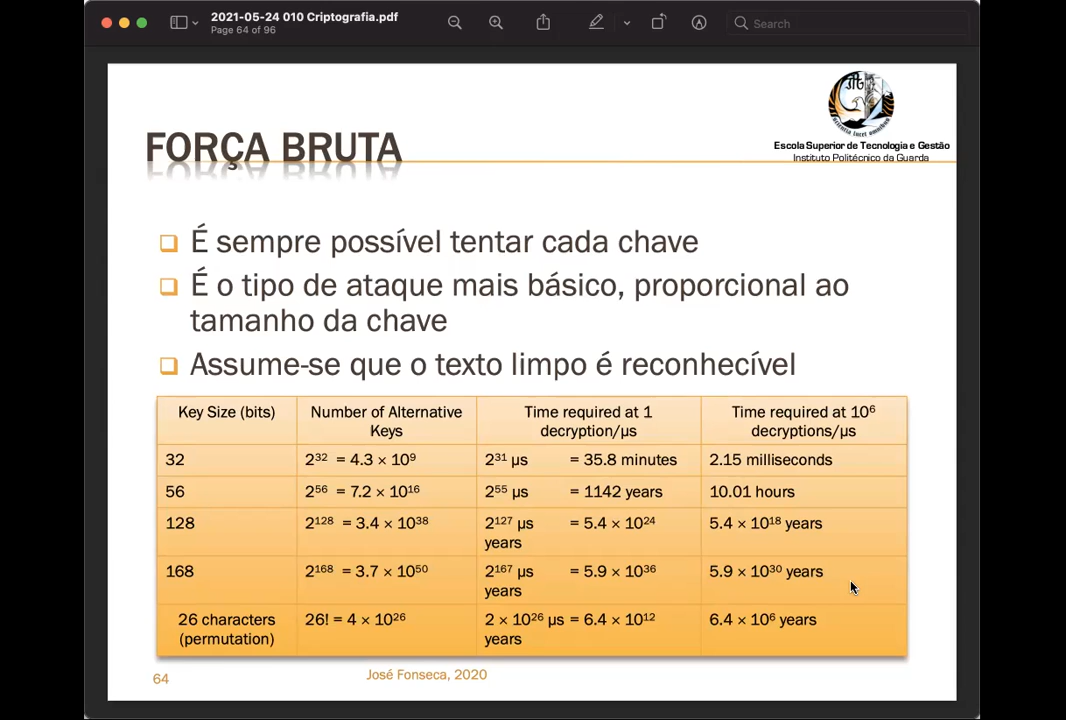 2021-05-24 010 Criptografia.pdf
Page 64 of 96
Search
Escola Superior de Tecnologia e Gestão
Instituto Politécnico da Guarda
FORÇA BRUTA
É sempre possível tentar cada chave
É o tipo de ataque mais básico, proporcional ao
tamanho da chave
Assume-se que o texto limpo é reconhecível
Key Size (bits) Number of Alternative Keys Time required at 1 decryption/µs Time required at 10⁶ decryptions/µs
32 2³² = 4.3 × 10⁹ 2³¹ µs = 35.8 minutes 2.15 milliseconds
56 2⁵⁶ = 7.2 × 10¹⁶ 2⁵⁵ µs = 1142 years 10.01 hours
128 2¹²⁸ = 3.4 × 10³⁸ 2¹²⁷ µs = 5.4 × 10²⁴ years 5.4 × 10¹⁸ years
168 2¹⁶⁸ = 3.7 × 10⁵⁰ 2¹⁶⁷ µs = 5.9 × 10³⁶ years 5.9 × 10³⁰ years
26 characters (permutation) 26! = 4 × 10²⁶ 2 × 10²⁶ µs = 6.4 × 10¹² years 6.4 × 10⁶ years
64
José Fonseca, 2020